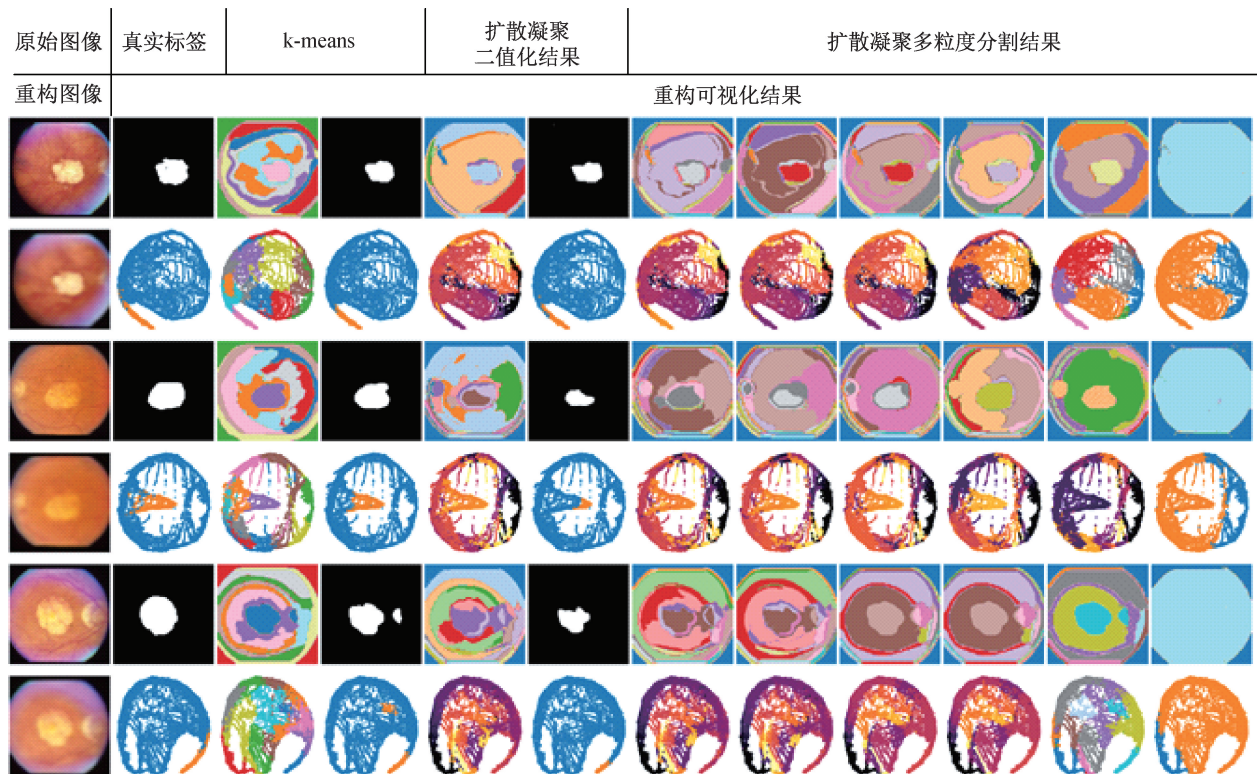 原始图像
真实标签
k-means
扩散凝聚
二值化结果
扩散凝聚多粒度分割结果
重构图像
重构可视化结果